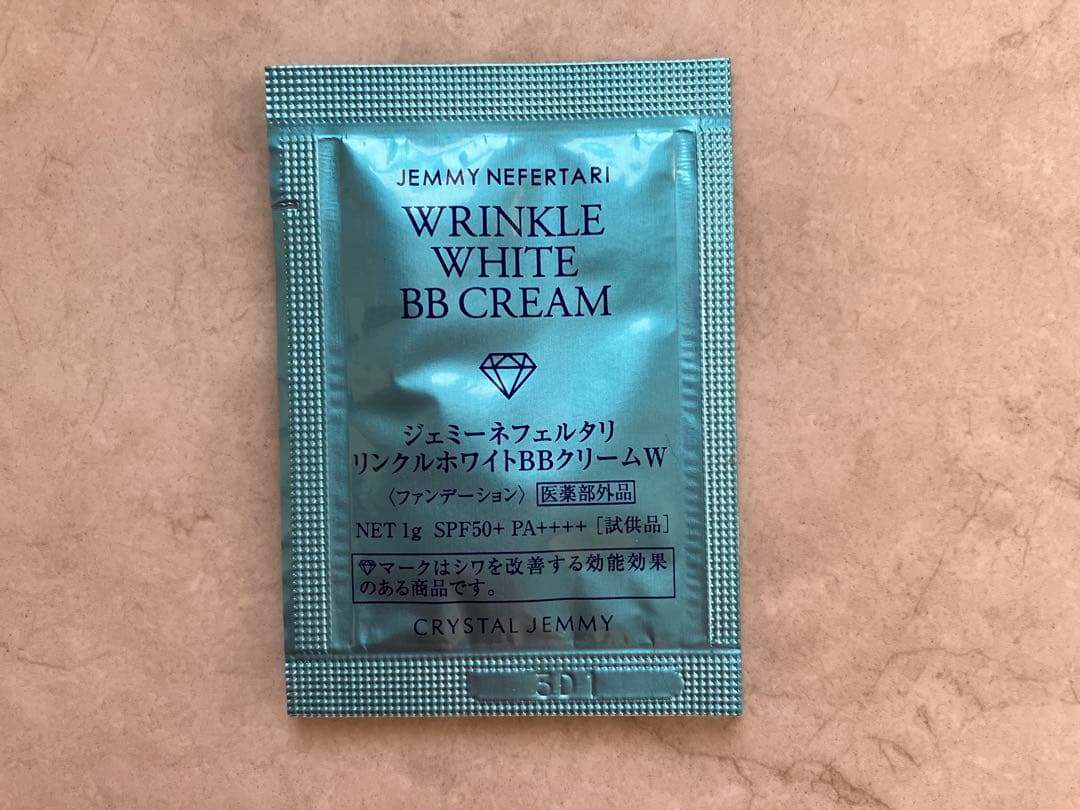 JEMMY NEFERTARI
WRINKLE
WHITE
BB CREAM
ジェミーネフェルタリ
リンクルホワイトBBクリームW
〈ファンデーション〉 医薬部外品
NET 1g SPF50+ PA++++ [試供品]
マークはシワを改善する効能効果
のある商品です。
CRYSTAL JEMMY
3D1